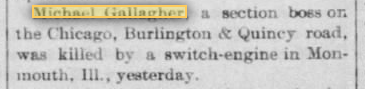 Michael Gallagher, a section boss on
the Chicago, Burlington & Quincy road,
was killed by a switch-engine in Mon-
mouth, Ill., yesterday.